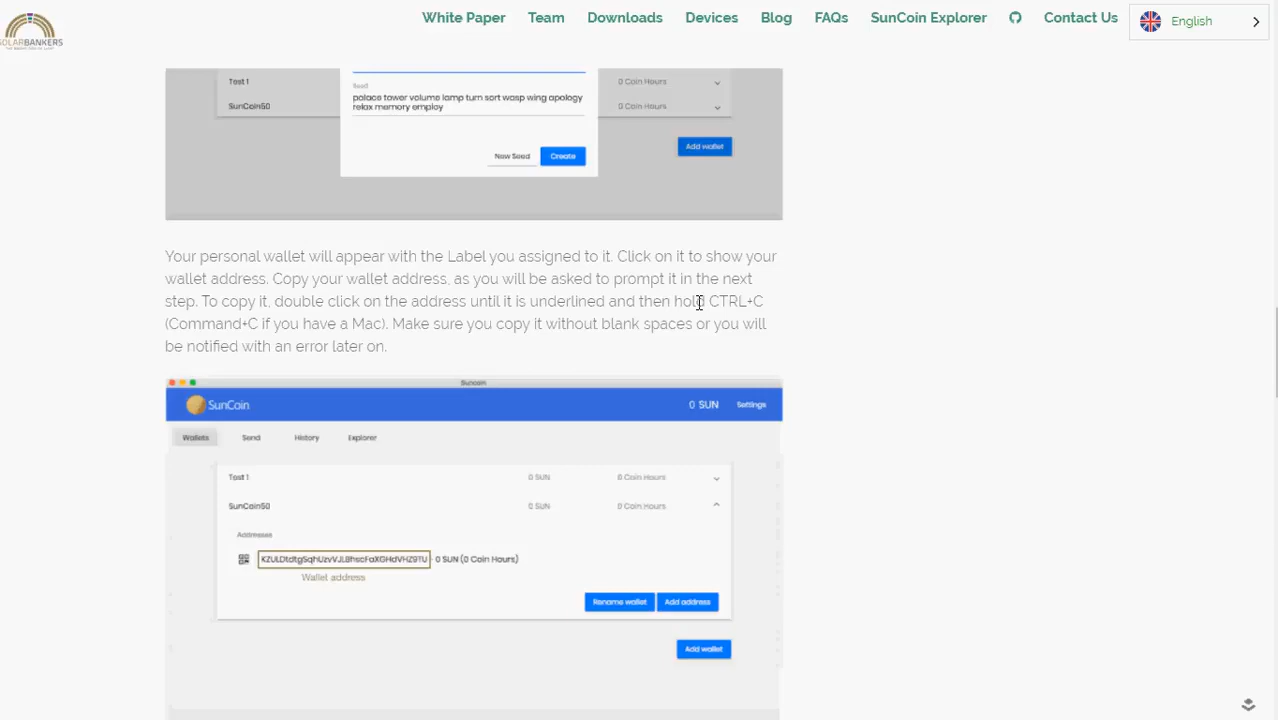 White Paper Team Downloads Devices Blog FAQs SunCoin Explorer Contact Us English
SOLARBANKERS
Test 1 0 Coin Hours
Seed
palace tower volume lamp turn sort wasp wing apology
relax memory employ
SunCoin50 0 Coin Hours
New Seed Create Add wallet
Your personal wallet will appear with the Label you assigned to it. Click on it to show your
wallet address. Copy your wallet address, as you will be asked to prompt it in the next
step. To copy it, double click on the address until it is underlined and then hold CTRL+C
(Command+C if you have a Mac). Make sure you copy it without blank spaces or you will
be notified with an error later on.
Suncoin
SunCoin 0 SUN Settings
Wallets Send History Explorer
Test 1 0 SUN 0 Coin Hours
SunCoin50 0 SUN 0 Coin Hours
Addresses
KZULDtdtgSqhUzvVJLBhscFaXGHdVHZ9TU - 0 SUN (0 Coin Hours)
Wallet address
Rename wallet Add address
Add wallet